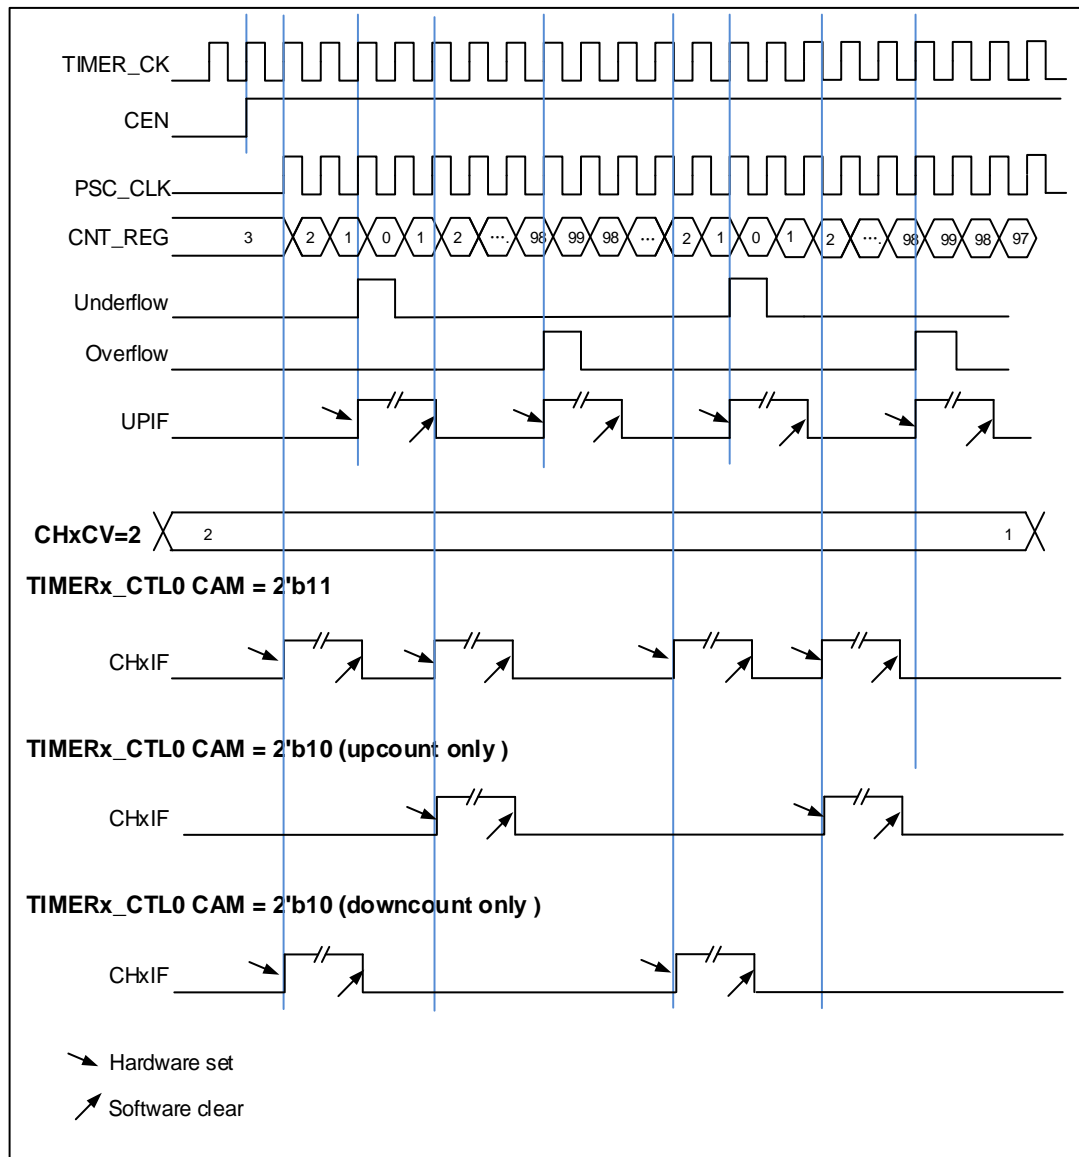 TIMER_CK
CEN
PSC_CLK
CNT_REG 3 2 1 0 1 2 .... 98 99 98 ... 2 1 0 1 2 .... 98 99 98 97
Underflow
Overflow
UPIF
CHxCV=2 2 1
TIMERx_CTL0 CAM = 2'b11
CHxIF
TIMERx_CTL0 CAM = 2'b10 (upcount only )
CHxIF
TIMERx_CTL0 CAM = 2'b10 (downcount only )
CHxIF
Hardware set
Software clear